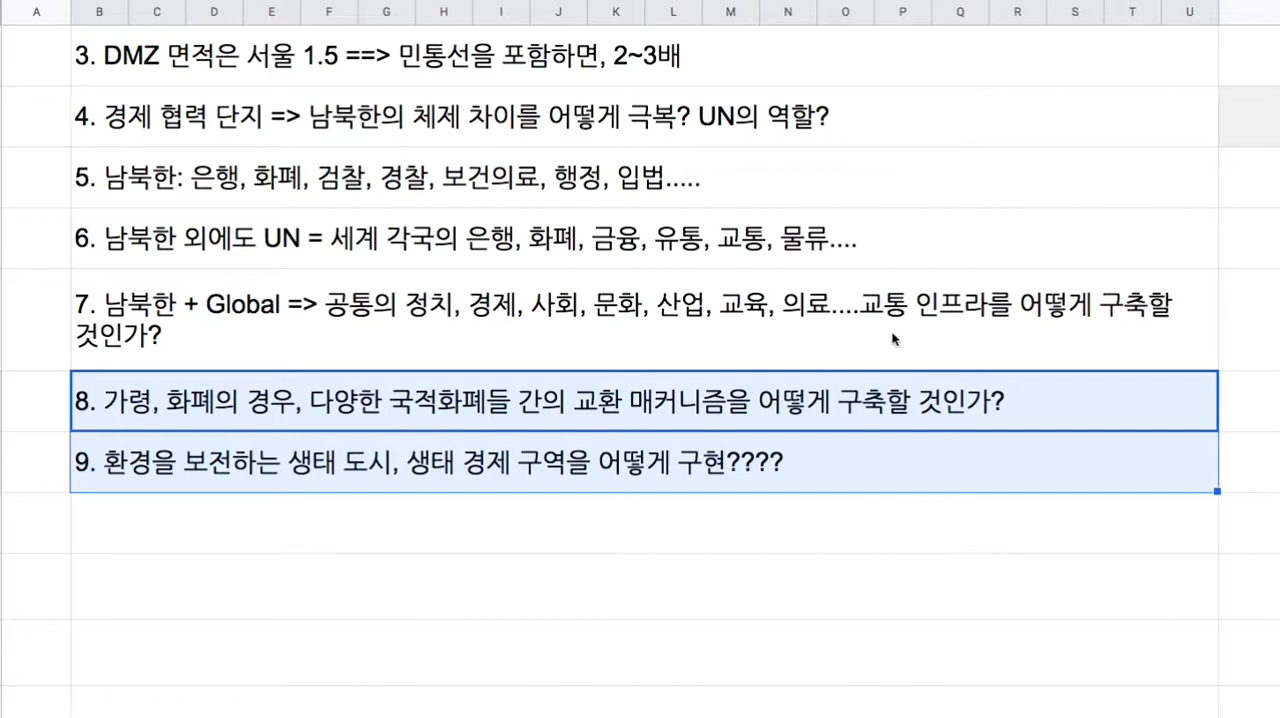 A B C D E F G H I J K L M N O P Q R S T U
3. DMZ 면적은 서울 1.5 ==> 민통선을 포함하면, 2~3배
4. 경제 협력 단지 => 남북한의 체제 차이를 어떻게 극복? UN의 역할?
5. 남북한: 은행, 화폐, 검찰, 경찰, 보건의료, 행정, 입법.....
6. 남북한 외에도 UN = 세계 각국의 은행, 화폐, 금융, 유통, 교통, 물류....
7. 남북한 + Global => 공통의 정치, 경제, 사회, 문화, 산업, 교육, 의료....교통 인프라를 어떻게 구축할
것인가?
8. 가령, 화폐의 경우, 다양한 국적화폐들 간의 교환 매커니즘을 어떻게 구축할 것인가?
9. 환경을 보전하는 생태 도시, 생태 경제 구역을 어떻게 구현????